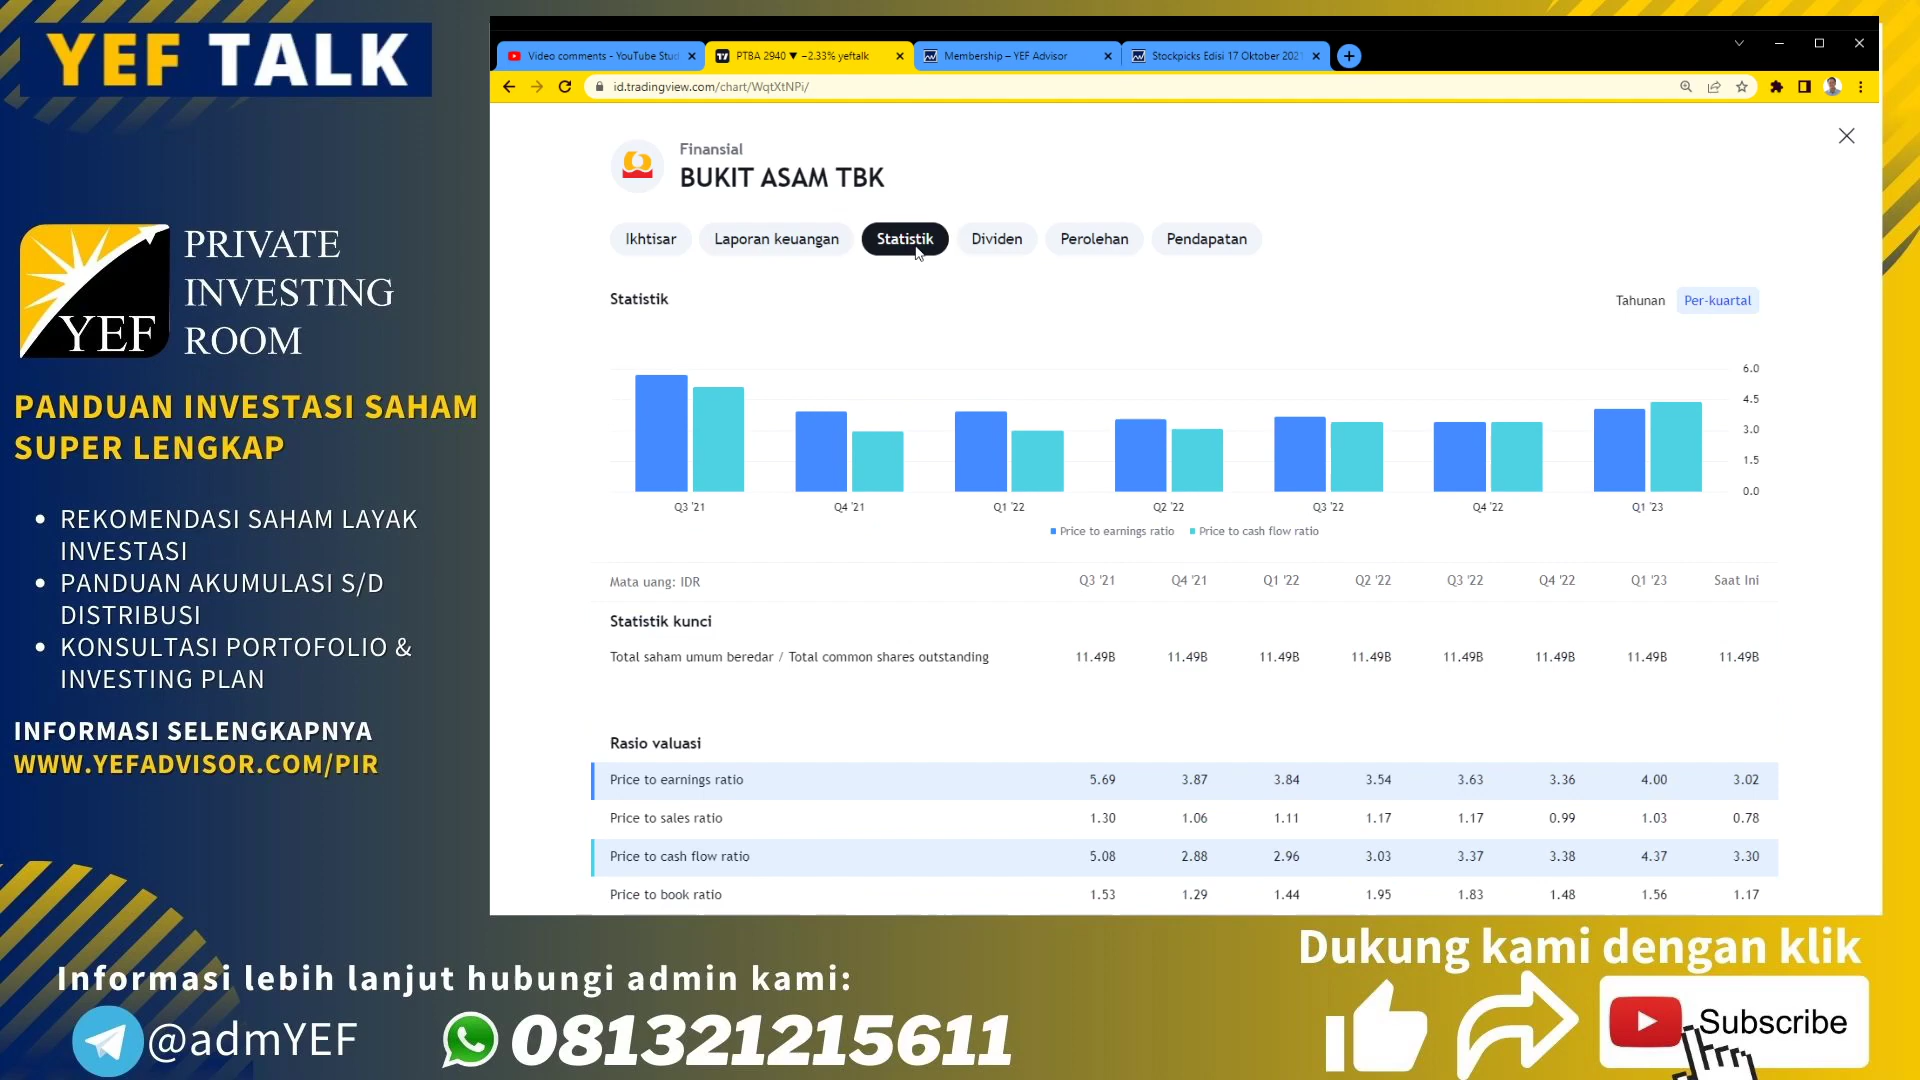 YEF TALK
YEF
PRIVATE
INVESTING
ROOM
PANDUAN INVESTASI SAHAM
SUPER LENGKAP
• REKOMENDASI SAHAM LAYAK
INVESTASI
• PANDUAN AKUMULASI S/D
DISTRIBUSI
• KONSULTASI PORTOFOLIO &
INVESTING PLAN
INFORMASI SELENGKAPNYA
WWW.YEFADVISOR.COM/PIR
Video comments - YouTube Stud
PTBA 2940 ▼ −2.33% yeftalk
Membership – YEF Advisor
Stockpicks Edisi 17 Oktober 2021
id.tradingview.com/chart/WqtXtNPi/
Finansial
BUKIT ASAM TBK
Ikhtisar Laporan keuangan Statistik Dividen Perolehan Pendapatan
Statistik
Tahunan Per-kuartal
6.0
4.5
3.0
1.5
0.0
Q3 '21 Q4 '21 Q1 '22 Q2 '22 Q3 '22 Q4 '22 Q1 '23
Price to earnings ratio Price to cash flow ratio
Mata uang: IDR Q3 '21 Q4 '21 Q1 '22 Q2 '22 Q3 '22 Q4 '22 Q1 '23 Saat Ini
Statistik kunci
Total saham umum beredar / Total common shares outstanding 11.49B 11.49B 11.49B 11.49B 11.49B 11.49B 11.49B 11.49B
Rasio valuasi
Price to earnings ratio 5.69 3.87 3.84 3.54 3.63 3.36 4.00 3.02
Price to sales ratio 1.30 1.06 1.11 1.17 1.17 0.99 1.03 0.78
Price to cash flow ratio 5.08 2.88 2.96 3.03 3.37 3.38 4.37 3.30
Price to book ratio 1.53 1.29 1.44 1.95 1.83 1.48 1.56 1.17
Informasi lebih lanjut hubungi admin kami:
@admYEF
081321215611
Dukung kami dengan klik
Subscribe